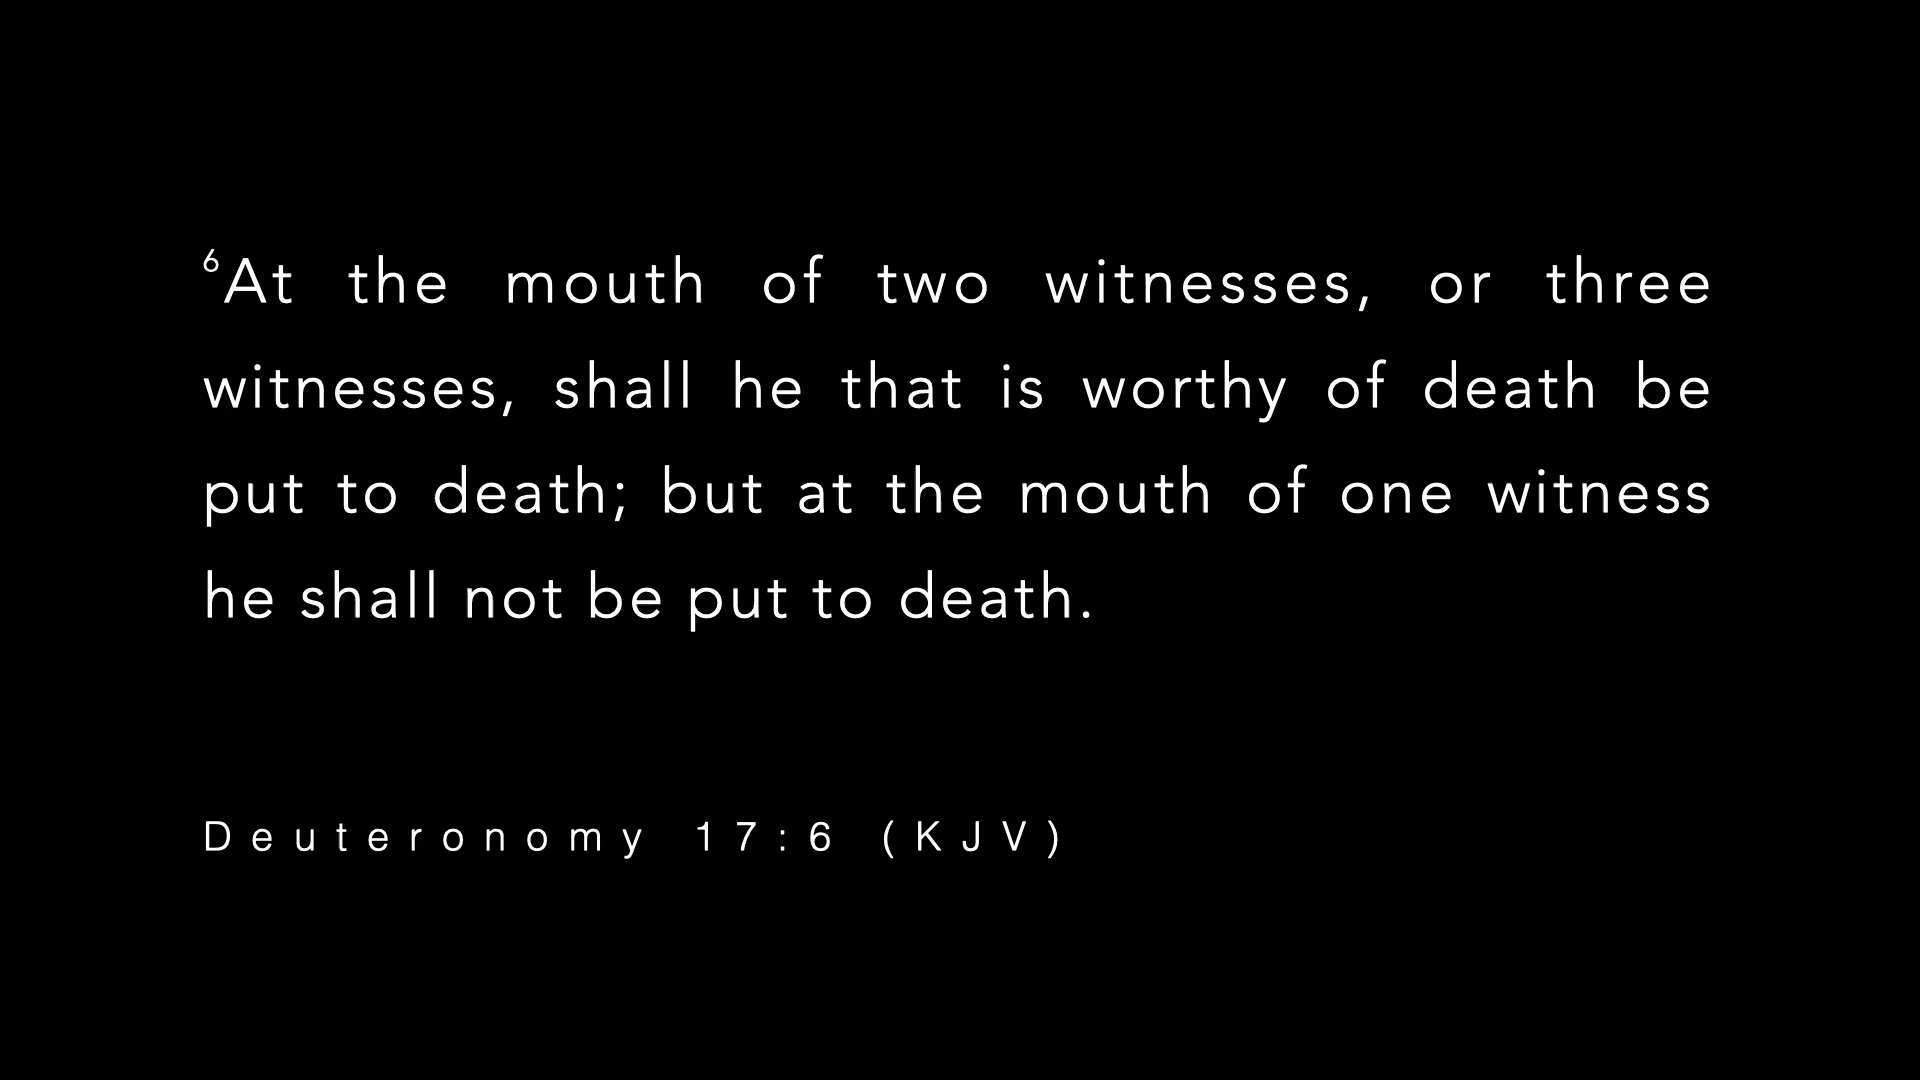 ⁶At the mouth of two witnesses, or three
witnesses, shall he that is worthy of death be
put to death; but at the mouth of one witness
he shall not be put to death.
Deuteronomy 17:6 (KJV)